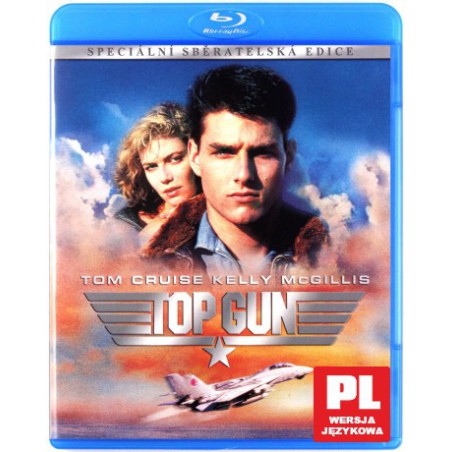 Blu-ray Disc
SPECIÁLNÍ SBĚRATELSKÁ EDICE
TOM CRUISE KELLY McGILLIS
TOP GUN
PL
WERSJA
JĘZYKOWA